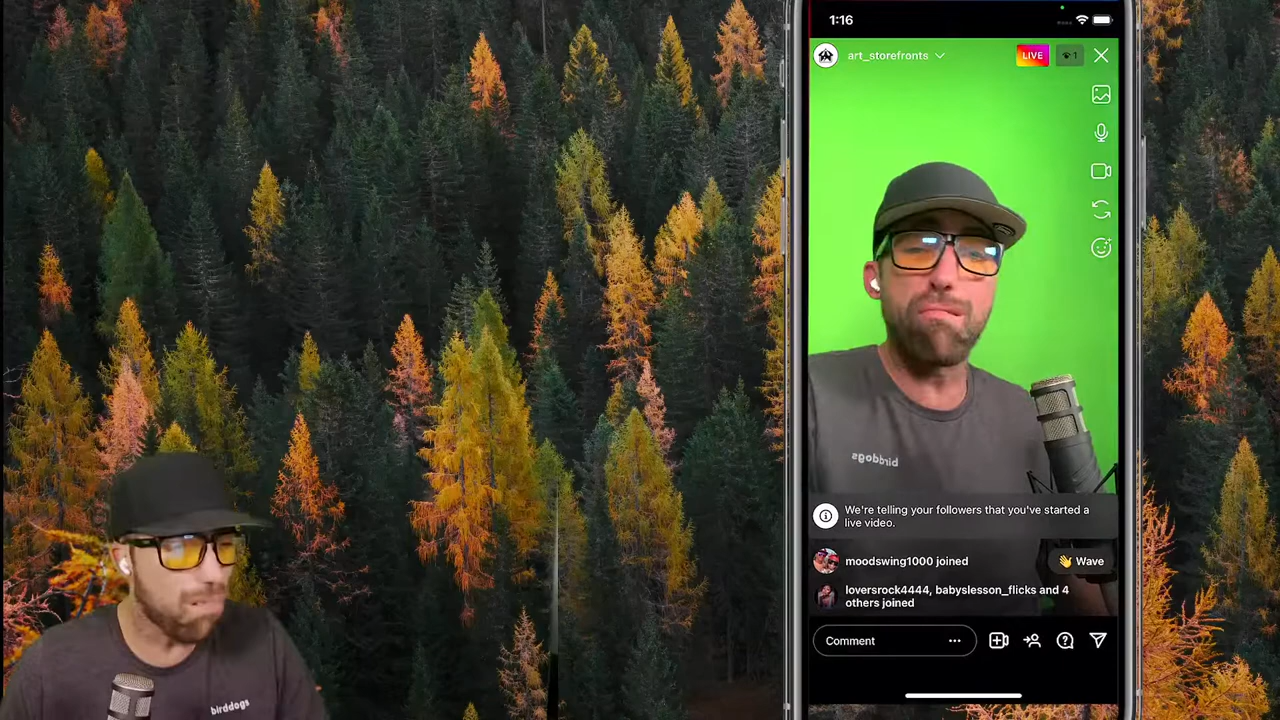 1:16
art_storefronts
LIVE
1
birddogs
We're telling your followers that you've started a
live video.
moodswing1000 joined
👋 Wave
loversrock4444, babyslesson_flicks and 4
others joined
Comment
birddogs